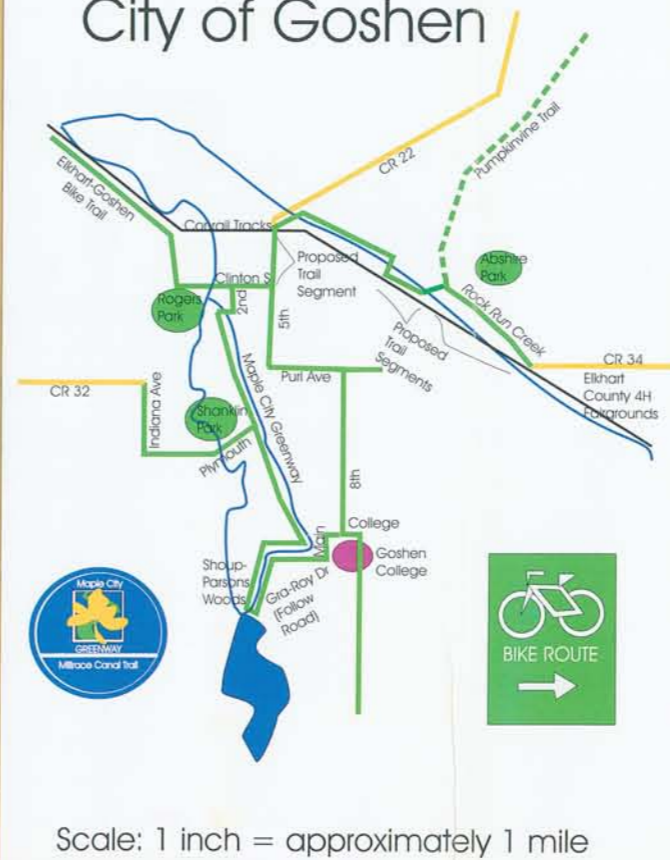 City of Goshen
CR 22
Pumpkinvine Trail
Elkhart-Goshen
Bike Trail
Conrail Tracks
Proposed
Trail
Segment
Abshire
Park
Clinton S
Rogers
Park
2nd
5th
Rock Run Creek
Proposed
Trail
Segments
CR 34
Elkhart
County 4H
Fairgrounds
Purl Ave
CR 32
Indiana Ave
Maple City Greenway
Shanklin
Park
Plymouth
8th
College
Main
Goshen
College
Shoup-
Parsons
Woods
Gra-Roy Dr
(Follow
Road)
Maple City
GREENWAY
Millrace Canal Trail
BIKE ROUTE
Scale: 1 inch = approximately 1 mile